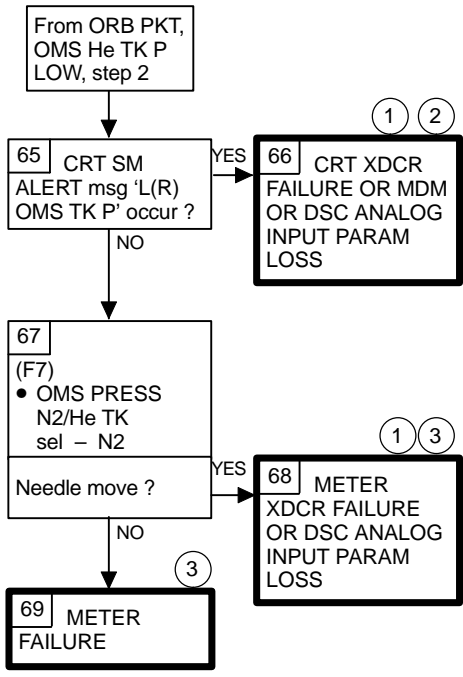 From ORB PKT,
OMS He TK P
LOW, step 2
1 2
65 CRT SM
ALERT msg ‘L(R)
OMS TK P’ occur ?
YES
66 CRT XDCR
FAILURE OR MDM
OR DSC ANALOG
INPUT PARAM
LOSS
NO
67
(F7)
• OMS PRESS
N2/He TK
sel – N2
Needle move ?
YES
1 3
68 METER
XDCR FAILURE
OR DSC ANALOG
INPUT PARAM
LOSS
NO
3
69 METER
FAILURE